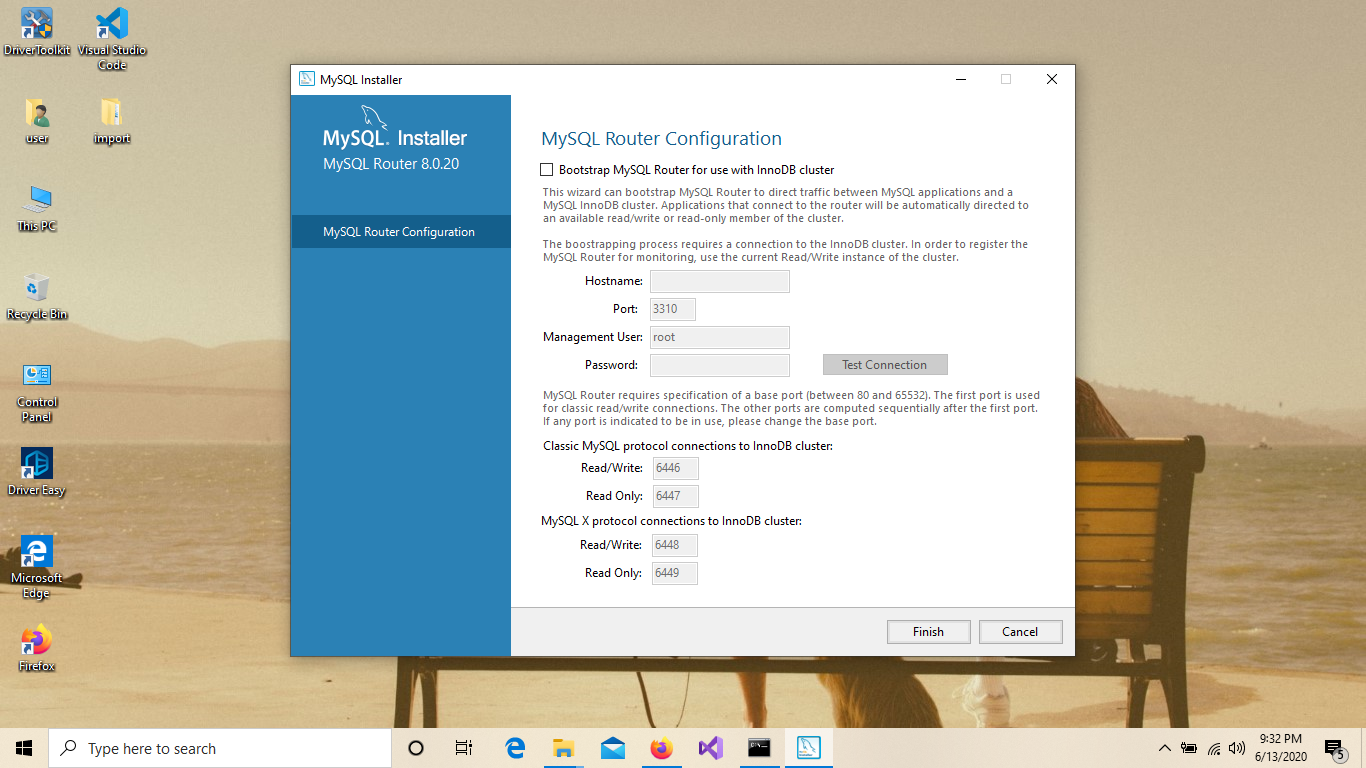 DriverToolkit
Visual Studio
Code
user
import
This PC
Recycle Bin
Control
Panel
Driver Easy
Microsoft
Edge
Firefox
MySQL Installer
MySQL. Installer
MySQL Router 8.0.20
MySQL Router Configuration
MySQL Router Configuration
Bootstrap MySQL Router for use with InnoDB cluster
This wizard can bootstrap MySQL Router to direct traffic between MySQL applications and a
MySQL InnoDB cluster. Applications that connect to the router will be automatically directed to
an available read/write or read-only member of the cluster.
The boostrapping process requires a connection to the InnoDB cluster. In order to register the
MySQL Router for monitoring, use the current Read/Write instance of the cluster.
Hostname:
Port: 3310
Management User: root
Password:
Test Connection
MySQL Router requires specification of a base port (between 80 and 65532). The first port is used
for classic read/write connections. The other ports are computed sequentially after the first port.
If any port is indicated to be in use, please change the base port.
Classic MySQL protocol connections to InnoDB cluster:
Read/Write: 6446
Read Only: 6447
MySQL X protocol connections to InnoDB cluster:
Read/Write: 6448
Read Only: 6449
Finish
Cancel
Type here to search
9:32 PM
6/13/2020
5